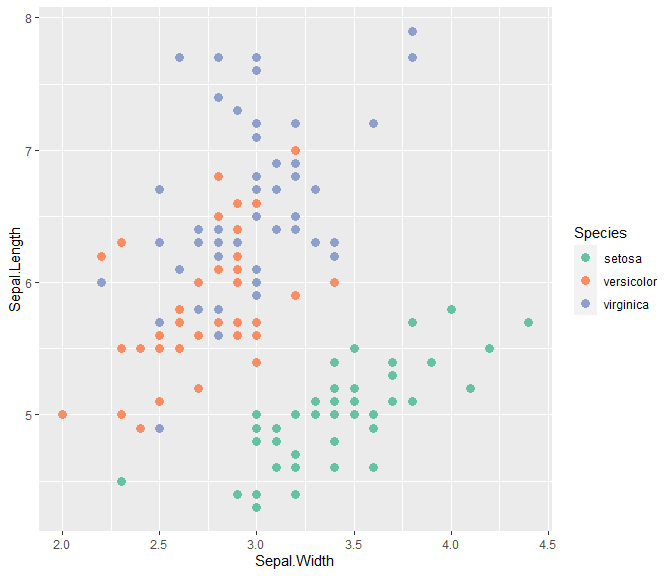 8
7
6
5
Sepal.Length
2.0 2.5 3.0 3.5 4.0 4.5
Sepal.Width
Species
setosa
versicolor
virginica